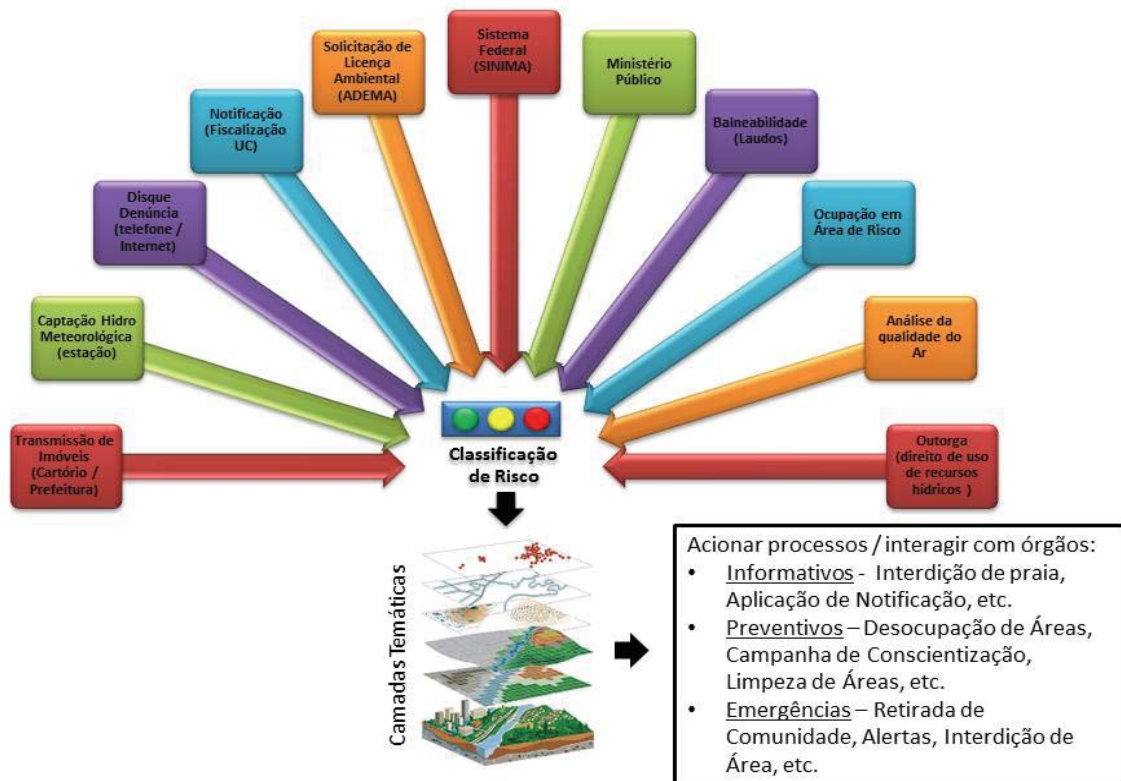 Sistema
Federal
(SINIMA)
Solicitação de
Licença
Ambiental
(ADEMA)
Ministério
Público
Notificação
(Fiscalização
UC)
Balneabilidade
(Laudos)
Disque
Denúncia
(telefone /
Internet)
Ocupação em
Área de Risco
Captação Hidro
Meteorológica
(estação)
Análise da
qualidade do
Ar
Transmissão de
Imóveis
(Cartório /
Prefeitura)
Outorga
(direito de uso
de recursos
hídricos )
Classificação
de Risco
Camadas Temáticas
Acionar processos / interagir com órgãos:
• Informativos - Interdição de praia,
Aplicação de Notificação, etc.
• Preventivos – Desocupação de Áreas,
Campanha de Conscientização,
Limpeza de Áreas, etc.
• Emergências – Retirada de
Comunidade, Alertas, Interdição de
Área, etc.